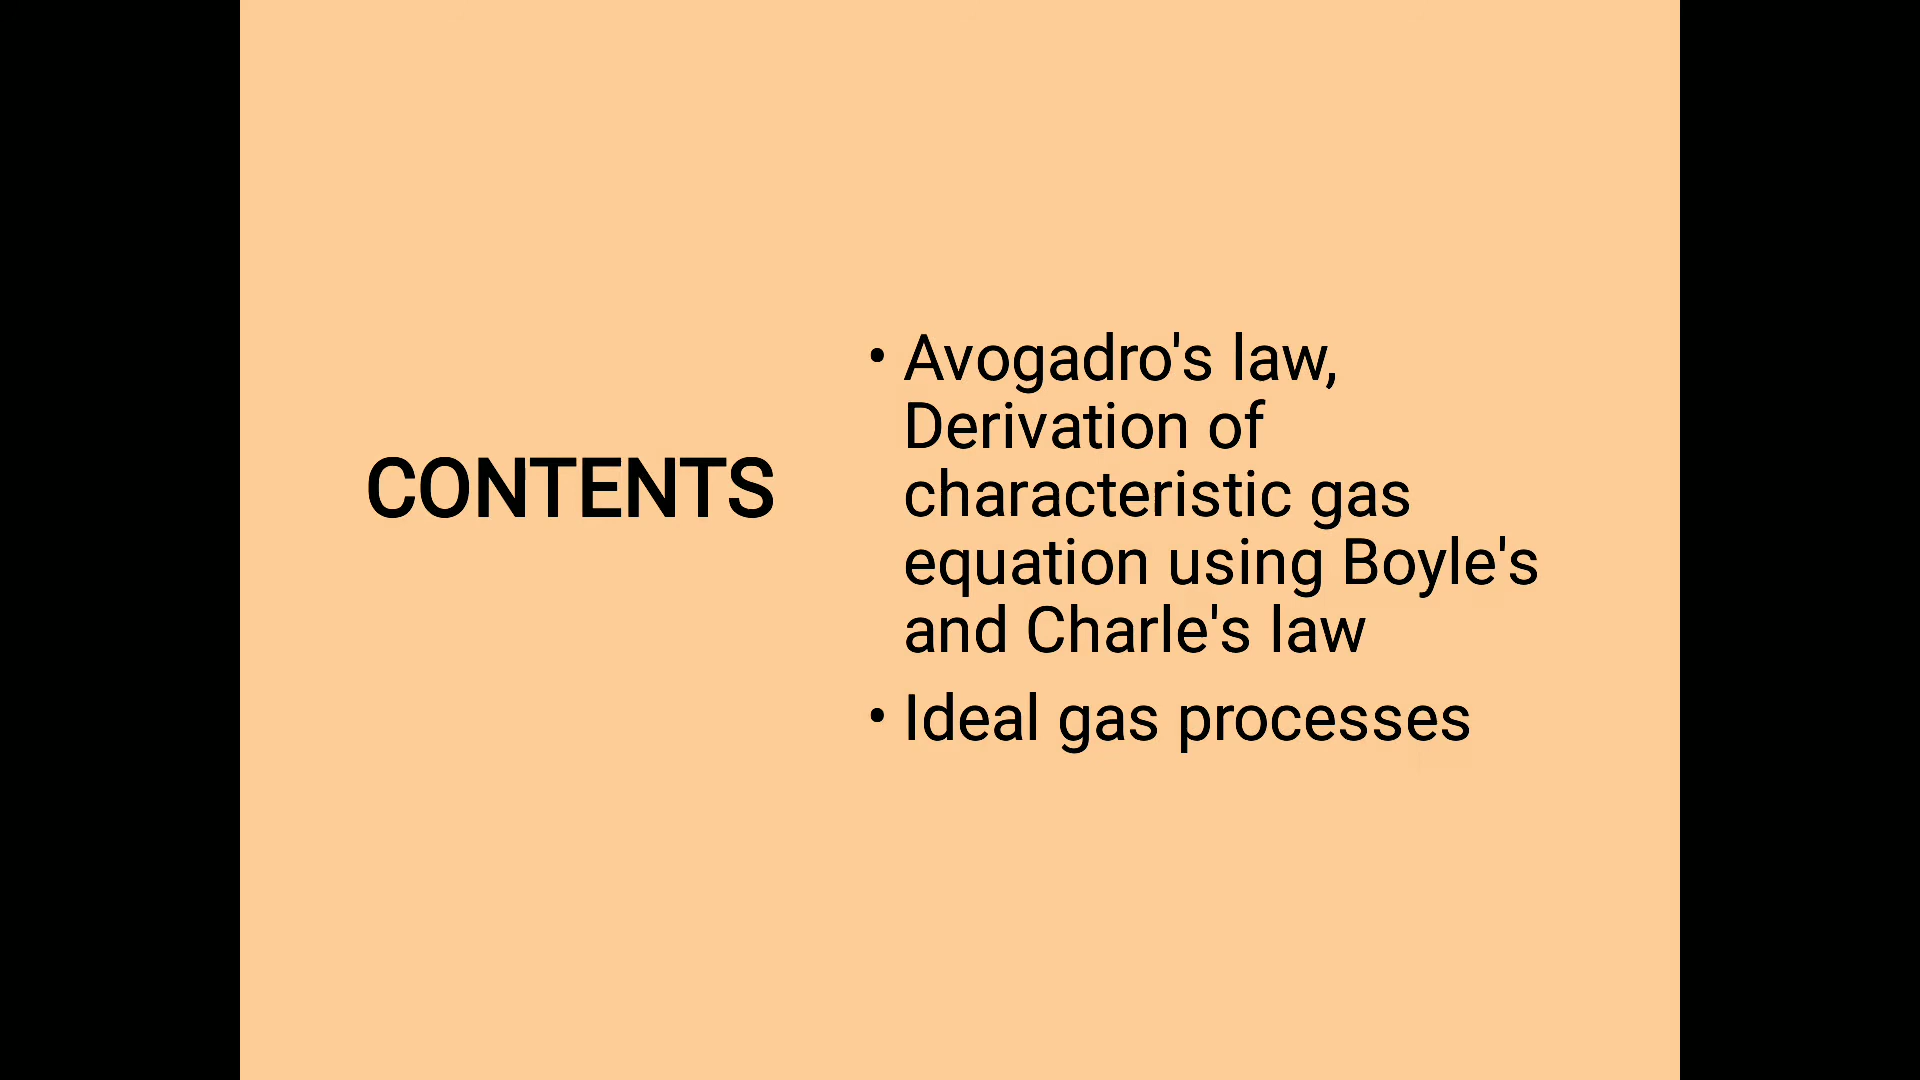 CONTENTS
• Avogadro's law,
Derivation of
characteristic gas
equation using Boyle's
and Charle's law
• Ideal gas processes